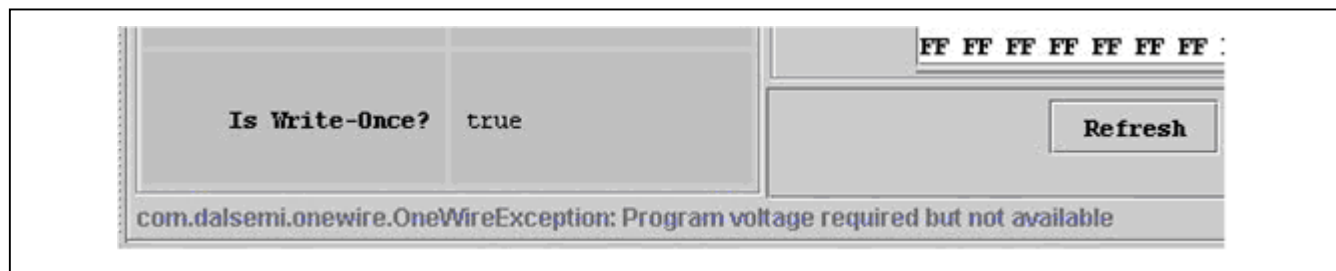 FF FF FF FF FF FF FF
Is Write-Once? true
Refresh
com.dalsemi.onewire.OneWireException: Program voltage required but not available